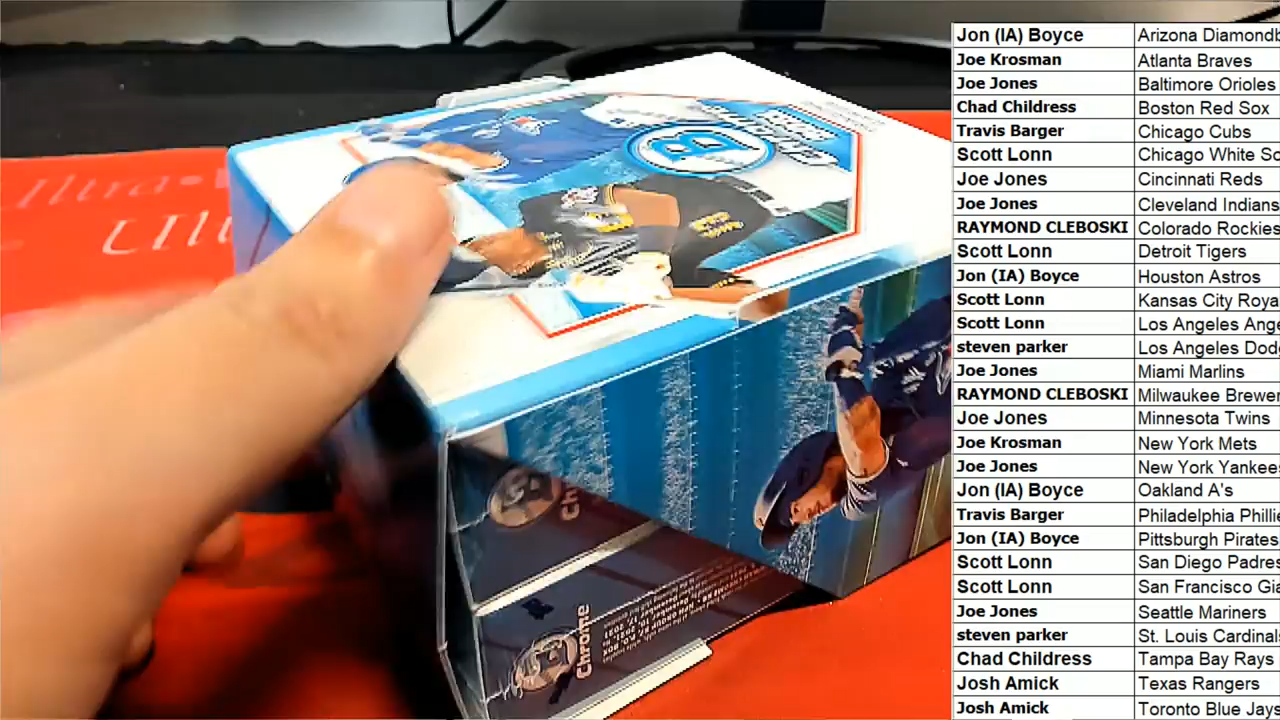 Jon (IA) Boyce Arizona Diamondb
Joe Krosman Atlanta Braves
Joe Jones Baltimore Orioles
Chad Childress Boston Red Sox
Travis Barger Chicago Cubs
Scott Lonn Chicago White So
Joe Jones Cincinnati Reds
Joe Jones Cleveland Indians
RAYMOND CLEBOSKI Colorado Rockies
Scott Lonn Detroit Tigers
Jon (IA) Boyce Houston Astros
Scott Lonn Kansas City Roya
Scott Lonn Los Angeles Ange
steven parker Los Angeles Dod
Joe Jones Miami Marlins
RAYMOND CLEBOSKI Milwaukee Brewer
Joe Jones Minnesota Twins
Joe Krosman New York Mets
Joe Jones New York Yankee
Jon (IA) Boyce Oakland A's
Travis Barger Philadelphia Phillie
Jon (IA) Boyce Pittsburgh Pirates
Scott Lonn San Diego Padres
Scott Lonn San Francisco Gia
Joe Jones Seattle Mariners
steven parker St. Louis Cardinal
Chad Childress Tampa Bay Rays
Josh Amick Texas Rangers
Josh Amick Toronto Blue Jays
B
Chrome